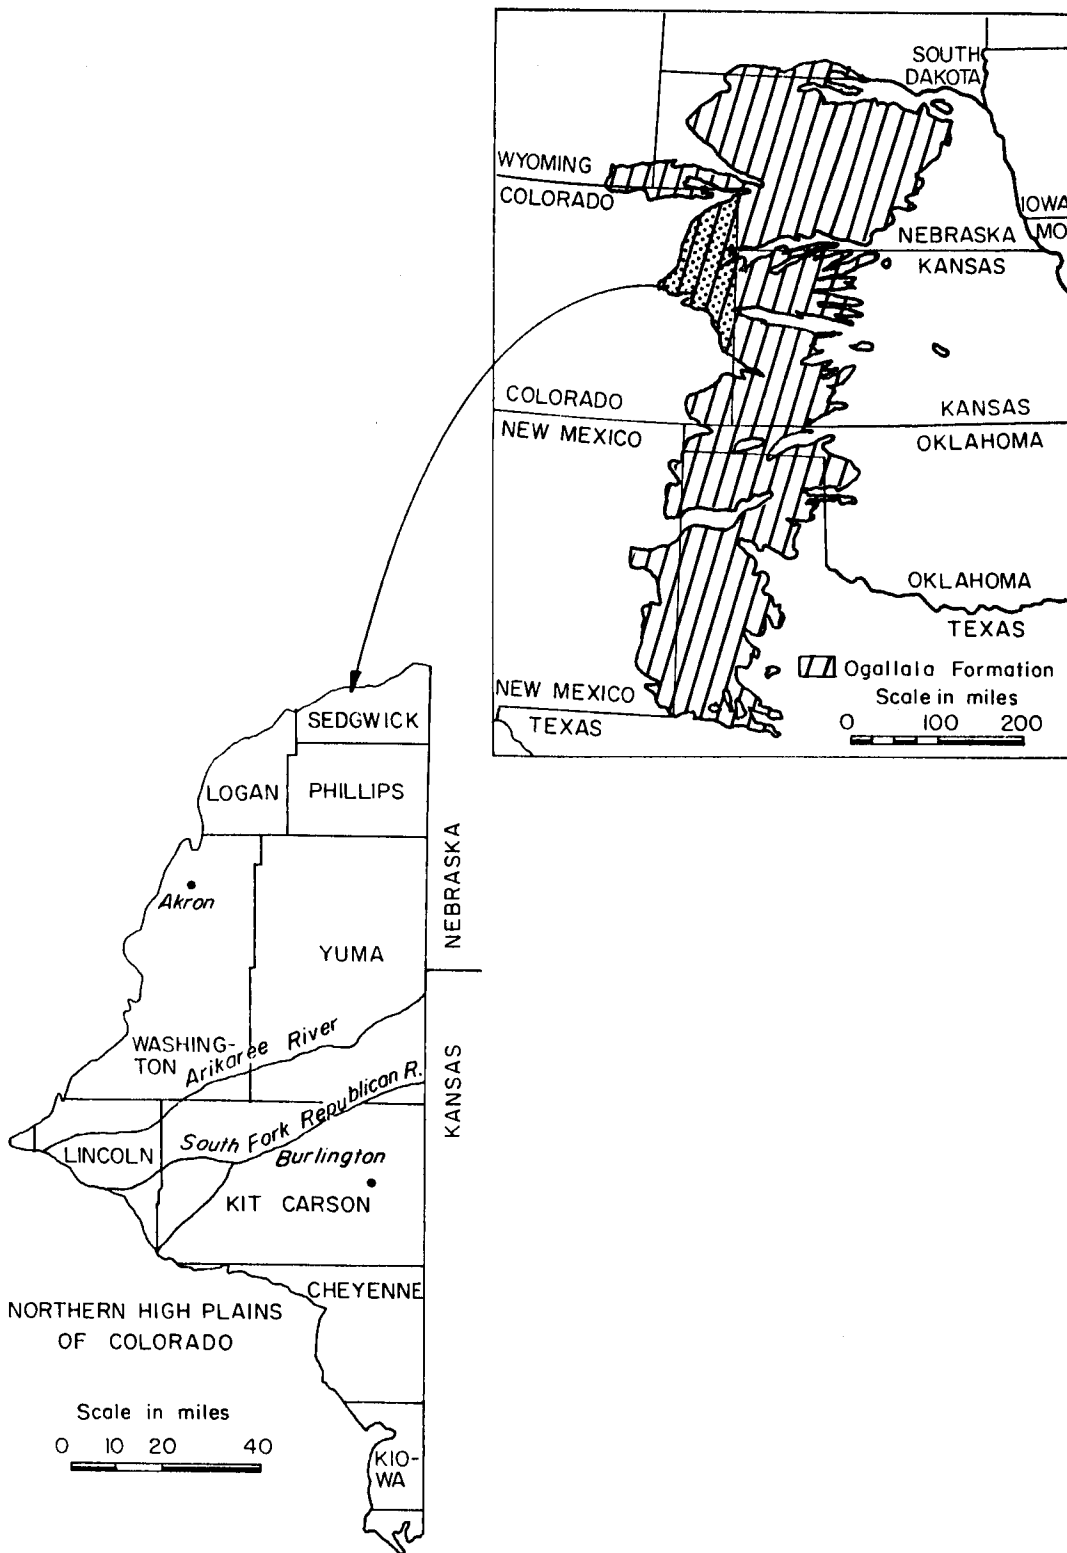 SOUTH
DAKOTA
WYOMING
COLORADO
IOWA
MO
NEBRASKA
KANSAS
COLORADO
NEW MEXICO
KANSAS
OKLAHOMA
OKLAHOMA
TEXAS
Ogallala Formation
Scale in miles
0 100 200
NEW MEXICO
TEXAS
SEDGWICK
LOGAN
PHILLIPS
NEBRASKA
Akron
YUMA
WASHING-
TON
Arikaree River
KANSAS
South Fork Republican R.
LINCOLN
Burlington
KIT CARSON
CHEYENNE
NORTHERN HIGH PLAINS
OF COLORADO
Scale in miles
0 10 20 40
KIO-
WA